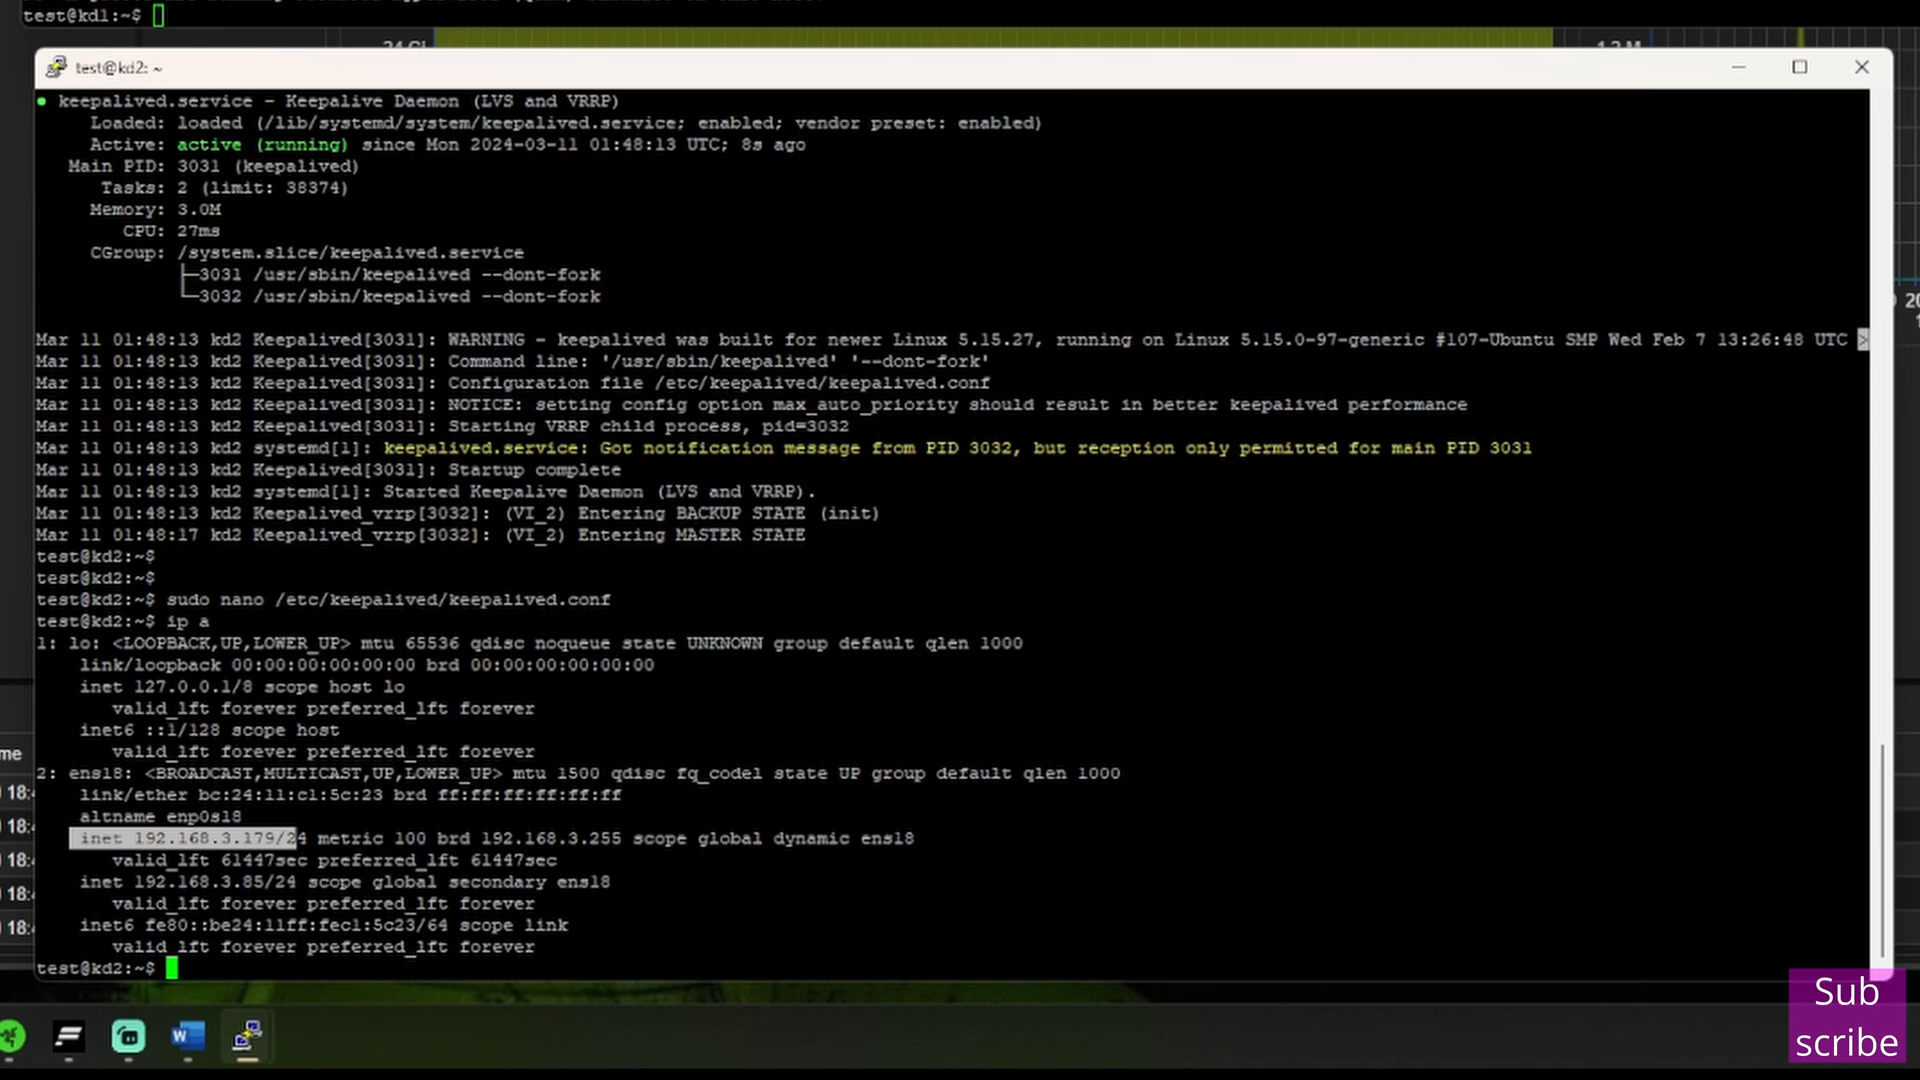 test@kd1:~$
test@kd2: ~
● keepalived.service - Keepalive Daemon (LVS and VRRP)
Loaded: loaded (/lib/systemd/system/keepalived.service; enabled; vendor preset: enabled)
Active: active (running) since Mon 2024-03-11 01:48:13 UTC; 8s ago
Main PID: 3031 (keepalived)
Tasks: 2 (limit: 38374)
Memory: 3.0M
CPU: 27ms
CGroup: /system.slice/keepalived.service
├─3031 /usr/sbin/keepalived --dont-fork
└─3032 /usr/sbin/keepalived --dont-fork
Mar 11 01:48:13 kd2 Keepalived[3031]: WARNING - keepalived was built for newer Linux 5.15.27, running on Linux 5.15.0-97-generic #107-Ubuntu SMP Wed Feb 7 13:26:48 UTC >
Mar 11 01:48:13 kd2 Keepalived[3031]: Command line: '/usr/sbin/keepalived' '--dont-fork'
Mar 11 01:48:13 kd2 Keepalived[3031]: Configuration file /etc/keepalived/keepalived.conf
Mar 11 01:48:13 kd2 Keepalived[3031]: NOTICE: setting config option max_auto_priority should result in better keepalived performance
Mar 11 01:48:13 kd2 Keepalived[3031]: Starting VRRP child process, pid=3032
Mar 11 01:48:13 kd2 systemd[1]: keepalived.service: Got notification message from PID 3032, but reception only permitted for main PID 3031
Mar 11 01:48:13 kd2 Keepalived[3031]: Startup complete
Mar 11 01:48:13 kd2 systemd[1]: Started Keepalive Daemon (LVS and VRRP).
Mar 11 01:48:13 kd2 Keepalived_vrrp[3032]: (VI_2) Entering BACKUP STATE (init)
Mar 11 01:48:17 kd2 Keepalived_vrrp[3032]: (VI_2) Entering MASTER STATE
test@kd2:~$
test@kd2:~$
test@kd2:~$ sudo nano /etc/keepalived/keepalived.conf
test@kd2:~$ ip a
1: lo: <LOOPBACK,UP,LOWER_UP> mtu 65536 qdisc noqueue state UNKNOWN group default qlen 1000
link/loopback 00:00:00:00:00:00 brd 00:00:00:00:00:00
inet 127.0.0.1/8 scope host lo
valid_lft forever preferred_lft forever
inet6 ::1/128 scope host
valid_lft forever preferred_lft forever
2: ens18: <BROADCAST,MULTICAST,UP,LOWER_UP> mtu 1500 qdisc fq_codel state UP group default qlen 1000
link/ether bc:24:11:c1:5c:23 brd ff:ff:ff:ff:ff:ff
altname enp0s18
inet 192.168.3.179/24 metric 100 brd 192.168.3.255 scope global dynamic ens18
valid_lft 61447sec preferred_lft 61447sec
inet 192.168.3.85/24 scope global secondary ens18
valid_lft forever preferred_lft forever
inet6 fe80::be24:11ff:fec1:5c23/64 scope link
valid_lft forever preferred_lft forever
test@kd2:~$
me
18:
18:
18:
18:
18:
Sub
scribe